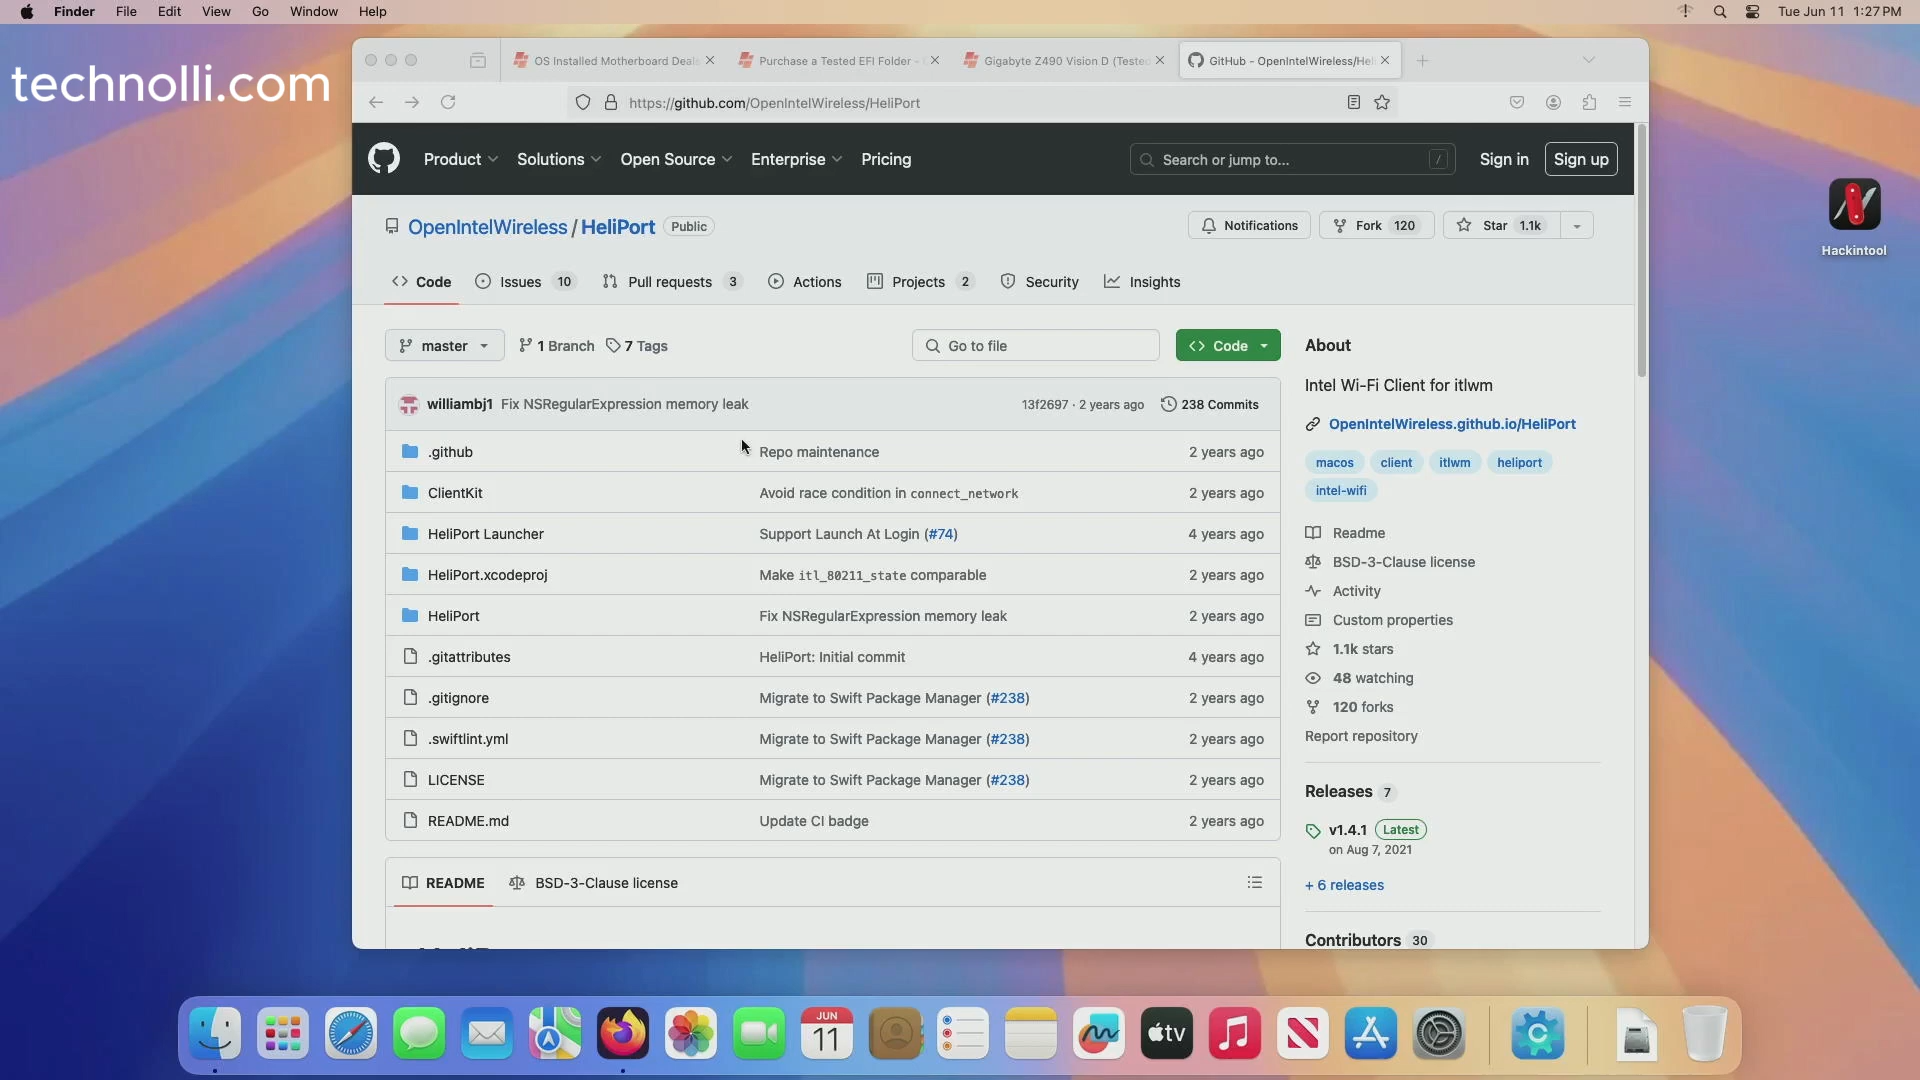 Finder File Edit View Go Window Help Tue Jun 11 1:27 PM
technolli.com
OS Installed Motherboard Deals Purchase a Tested EFI Folder - Gigabyte Z490 Vision D (Tested GitHub - OpenIntelWireless/Heli
https://github.com/OpenIntelWireless/HeliPort
Product Solutions Open Source Enterprise Pricing Search or jump to... / Sign in Sign up
OpenIntelWireless / HeliPort Public Notifications Fork 120 Star 1.1k
Hackintool
Code Issues 10 Pull requests 3 Actions Projects 2 Security Insights
master 1 Branch 7 Tags Go to file Code
williambj1 Fix NSRegularExpression memory leak 13f2697 · 2 years ago 238 Commits
.github Repo maintenance 2 years ago
ClientKit Avoid race condition in connect_network 2 years ago
HeliPort Launcher Support Launch At Login (#74) 4 years ago
HeliPort.xcodeproj Make itl_80211_state comparable 2 years ago
HeliPort Fix NSRegularExpression memory leak 2 years ago
.gitattributes HeliPort: Initial commit 4 years ago
.gitignore Migrate to Swift Package Manager (#238) 2 years ago
.swiftlint.yml Migrate to Swift Package Manager (#238) 2 years ago
LICENSE Migrate to Swift Package Manager (#238) 2 years ago
README.md Update CI badge 2 years ago
README BSD-3-Clause license
About
Intel Wi-Fi Client for itlwm
OpenIntelWireless.github.io/HeliPort
macos client itlwm heliport
intel-wifi
Readme
BSD-3-Clause license
Activity
Custom properties
1.1k stars
48 watching
120 forks
Report repository
Releases 7
v1.4.1 Latest
on Aug 7, 2021
+ 6 releases
Contributors 30
JUN
11
tv